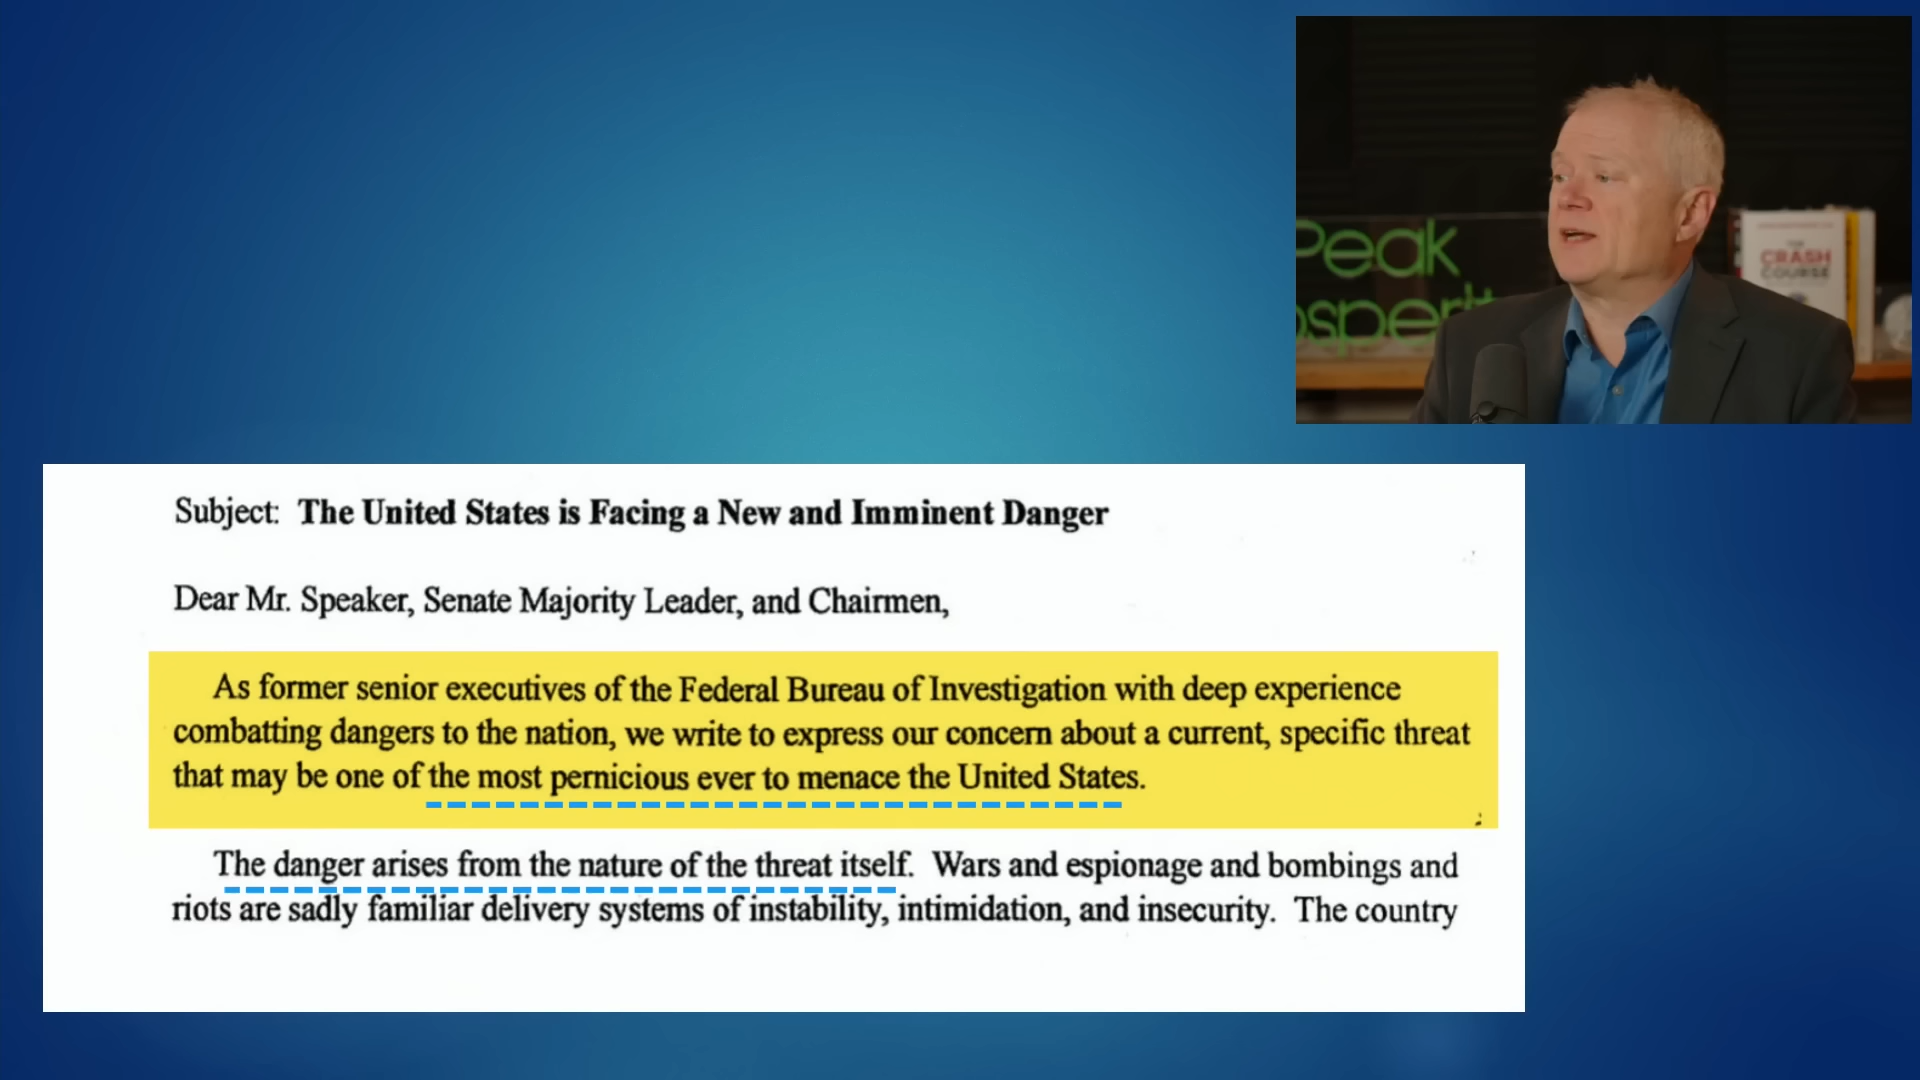 Peak
THE
CRASH
COURSE
Subject: The United States is Facing a New and Imminent Danger
Dear Mr. Speaker, Senate Majority Leader, and Chairmen,
As former senior executives of the Federal Bureau of Investigation with deep experience
combatting dangers to the nation, we write to express our concern about a current, specific threat
that may be one of the most pernicious ever to menace the United States.
The danger arises from the nature of the threat itself. Wars and espionage and bombings and
riots are sadly familiar delivery systems of instability, intimidation, and insecurity. The country